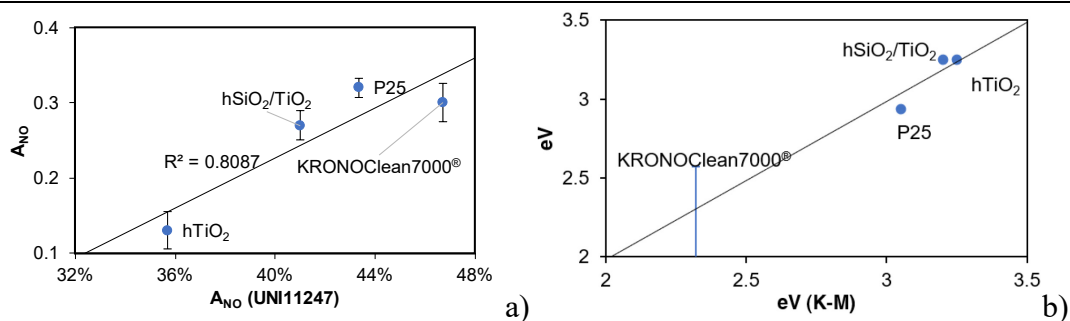 A_NO
0.4
0.3
0.2
0.1
hSiO₂/TiO₂
P25
R² = 0.8087
KRONOClean7000®
hTiO₂
32%
36%
40%
44%
48%
A_NO (UNI11247)
a)
eV
3.5
3
2.5
2
hSiO₂/TiO₂
hTiO₂
P25
KRONOClean7000®
2
2.5
3
3.5
eV (K-M)
b)